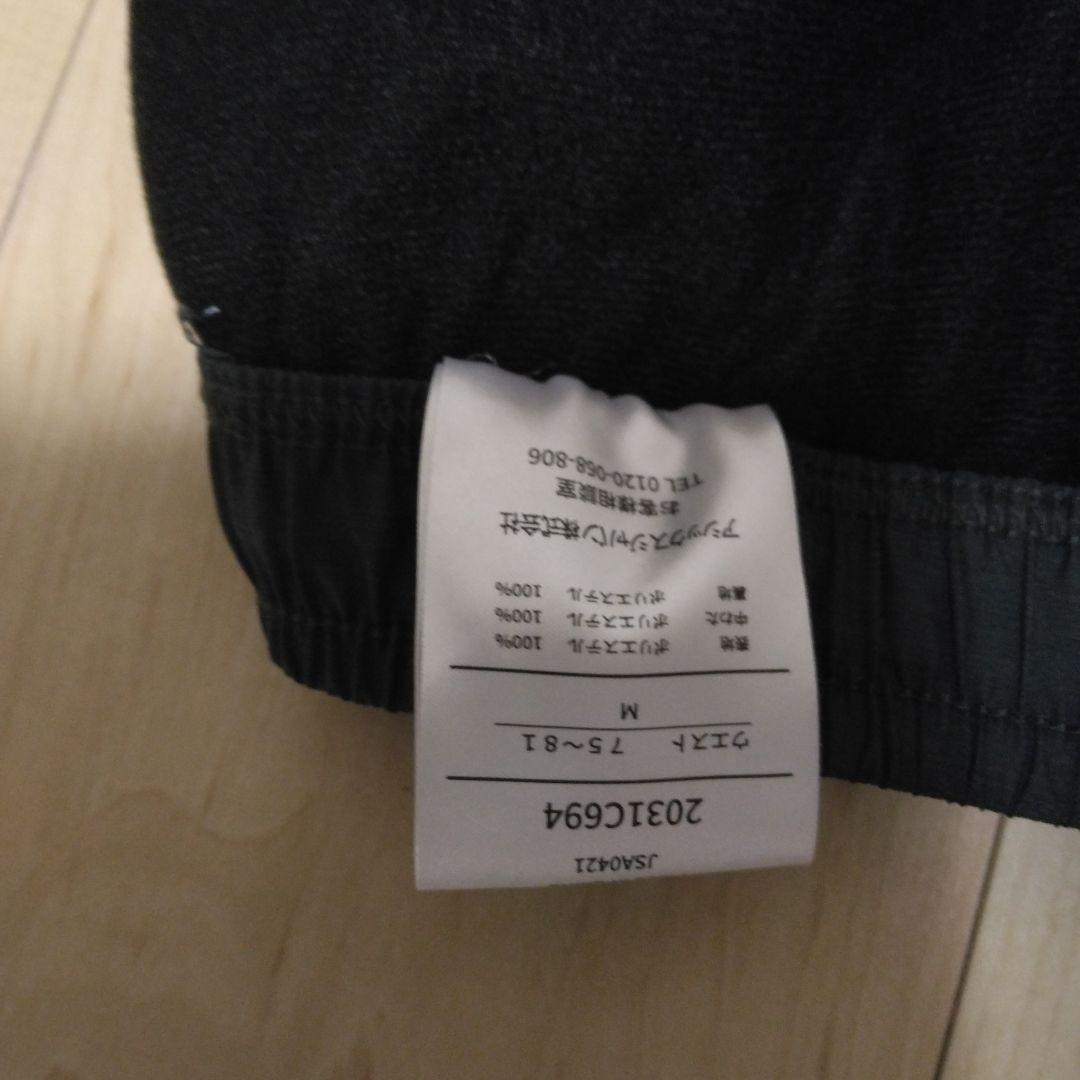 JSA0421
2031C694
ウエスト 75～81
M
表地 ポリエステル 100%
中わた ポリエステル 100%
裏地 ポリエステル 100%
アシックスジャパン株式会社
お客様相談室
TEL 0120-068-806